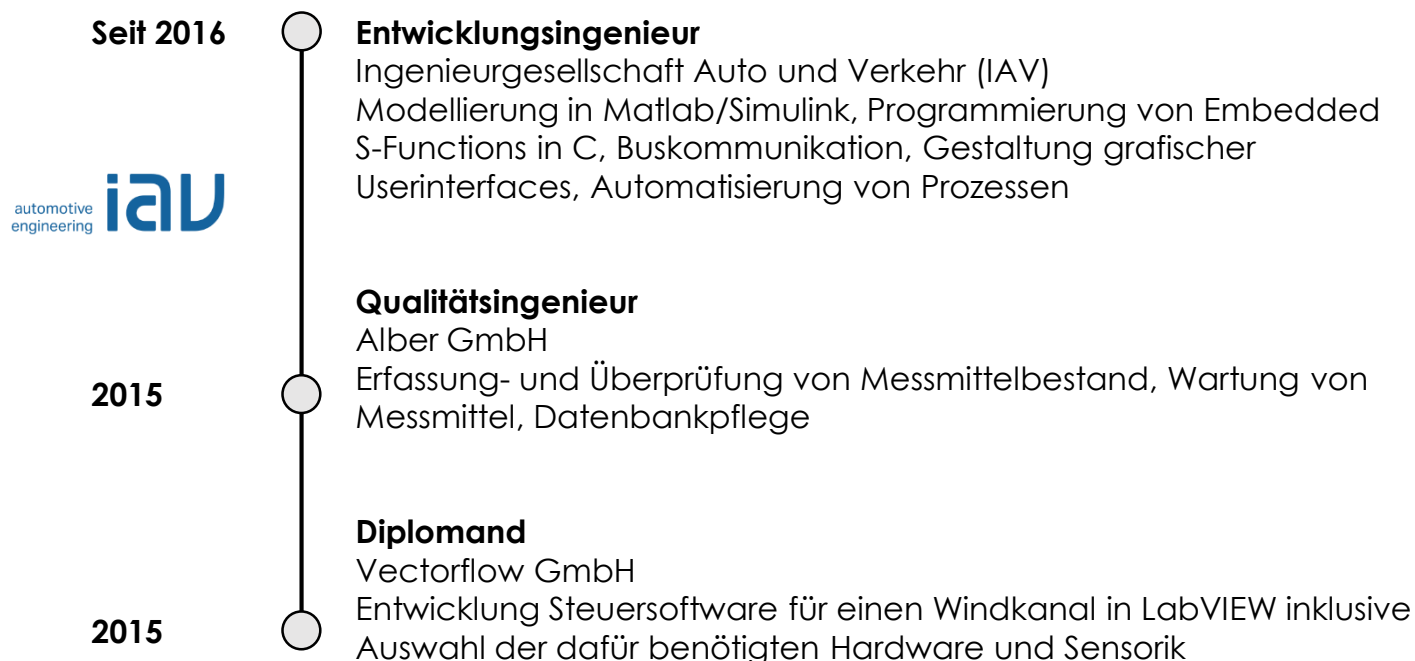 Seit 2016
Entwicklungsingenieur
Ingenieurgesellschaft Auto und Verkehr (IAV)
Modellierung in Matlab/Simulink, Programmierung von Embedded
S-Functions in C, Buskommunikation, Gestaltung grafischer
Userinterfaces, Automatisierung von Prozessen
automotive
engineering
iav
Qualitätsingenieur
Alber GmbH
2015
Erfassung- und Überprüfung von Messmittelbestand, Wartung von
Messmittel, Datenbankpflege
Diplomand
Vectorflow GmbH
2015
Entwicklung Steuersoftware für einen Windkanal in LabVIEW inklusive
Auswahl der dafür benötigten Hardware und Sensorik